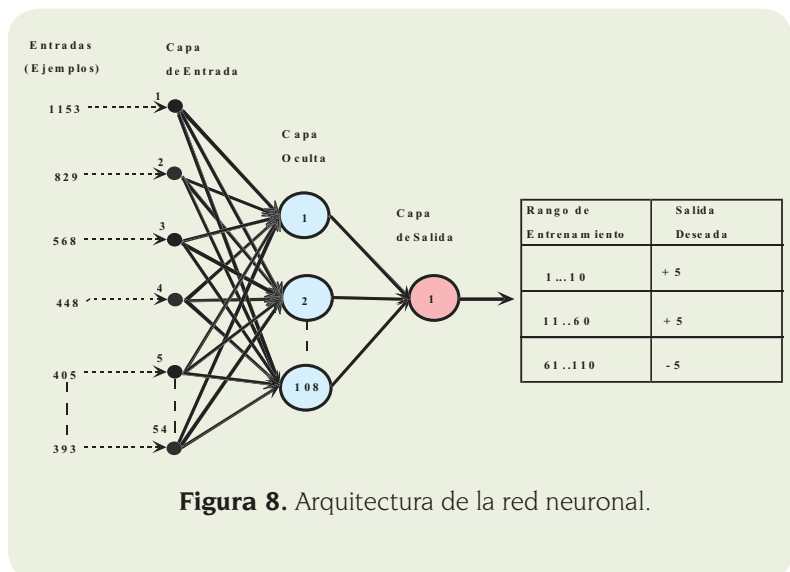 Entradas
(Ejemplos)
Capa
de Entrada
1153
1
829
2
568
3
448
4
405
5
393
54
Capa
Oculta
1
2
108
Capa
de Salida
1
Rango de
Entrenamiento
Salida
Deseada
1...10
+5
11..60
+5
61..110
-5
Figura 8. Arquitectura de la red neuronal.